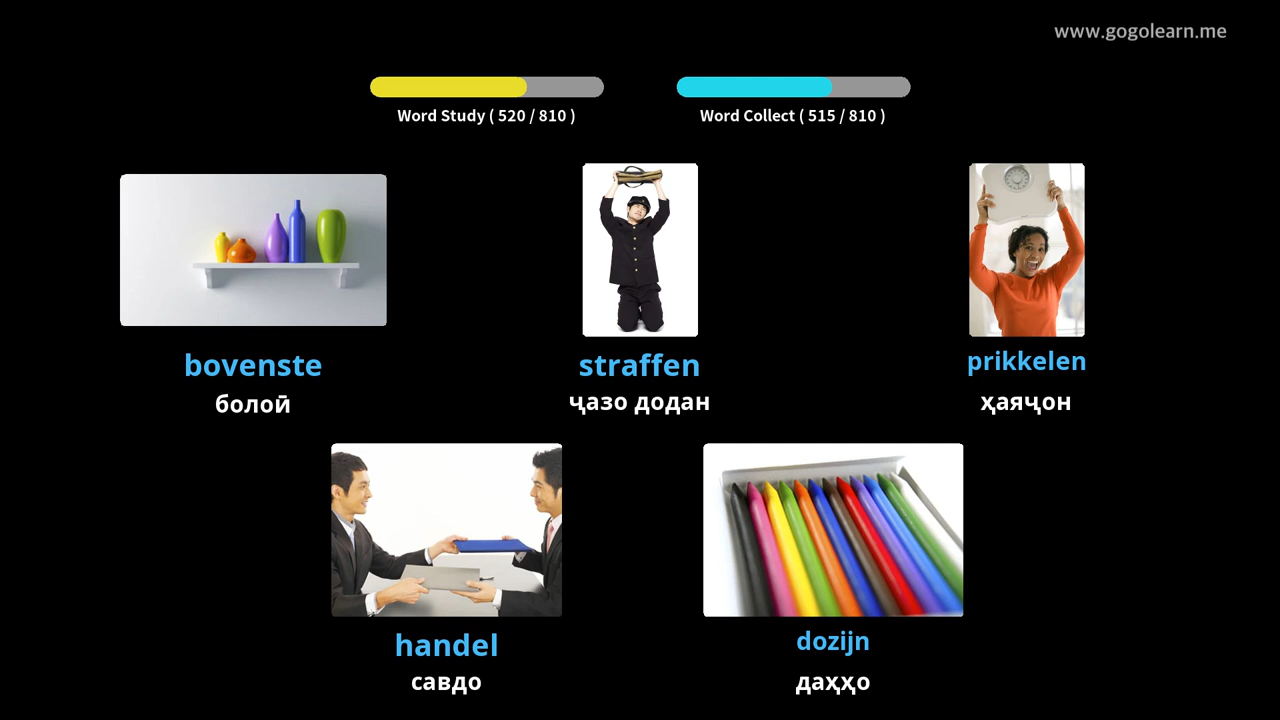 www.gogolearn.me
Word Study ( 520 / 810 )
Word Collect ( 515 / 810 )
bovenste
straffen
prikkelen
болоӣ
ҷазо додан
ҳаяҷон
handel
dozijn
савдо
даҳҳо